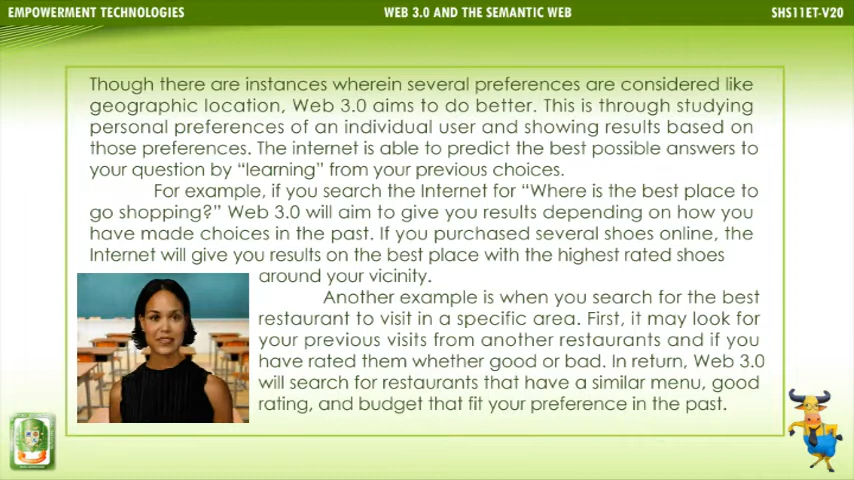 EMPOWERMENT TECHNOLOGIES
WEB 3.0 AND THE SEMANTIC WEB
SHS11ET-V20
Though there are instances wherein several preferences are considered like
geographic location, Web 3.0 aims to do better. This is through studying
personal preferences of an individual user and showing results based on
those preferences. The internet is able to predict the best possible answers to
your question by “learning” from your previous choices.
For example, if you search the Internet for “Where is the best place to
go shopping?” Web 3.0 will aim to give you results depending on how you
have made choices in the past. If you purchased several shoes online, the
Internet will give you results on the best place with the highest rated shoes
around your vicinity.
Another example is when you search for the best
restaurant to visit in a specific area. First, it may look for
your previous visits from another restaurants and if you
have rated them whether good or bad. In return, Web 3.0
will search for restaurants that have a similar menu, good
rating, and budget that fit your preference in the past.